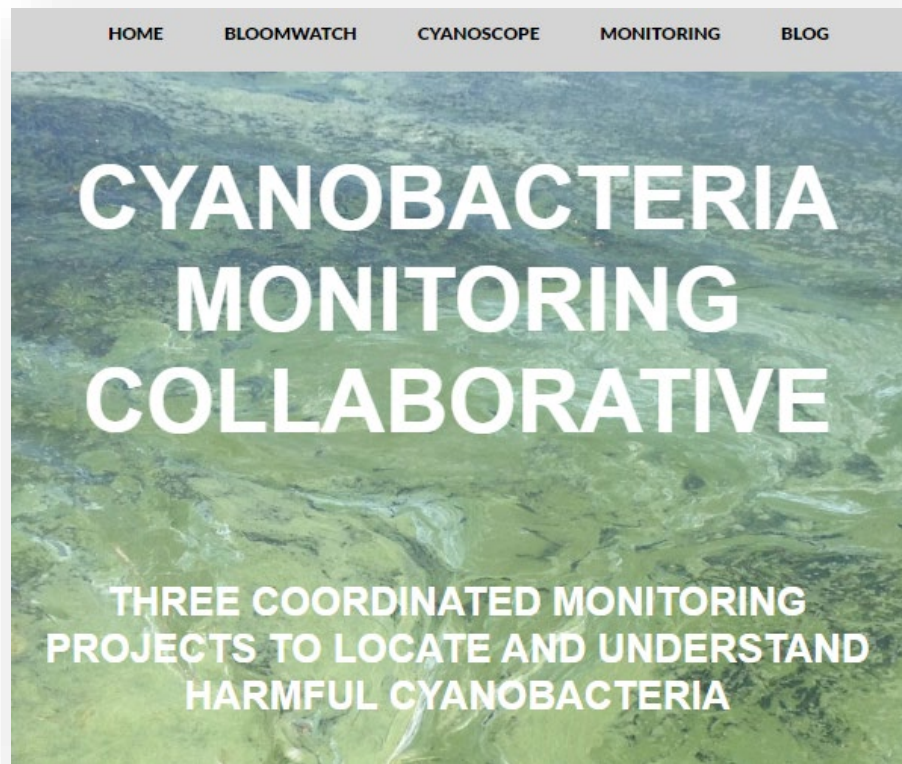 HOME BLOOMWATCH CYANOSCOPE MONITORING BLOG
CYANOBACTERIA
MONITORING
COLLABORATIVE
THREE COORDINATED MONITORING
PROJECTS TO LOCATE AND UNDERSTAND
HARMFUL CYANOBACTERIA